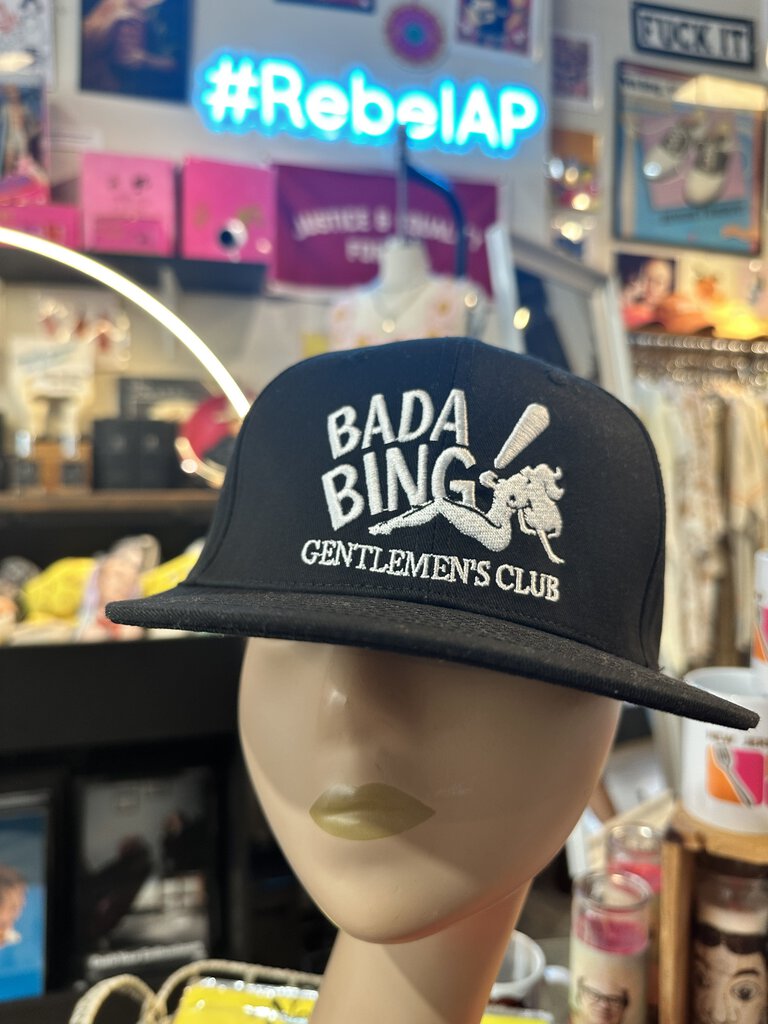 FUCK IT
#RebelAP
BADA
BING!
GENTLEMEN'S CLUB